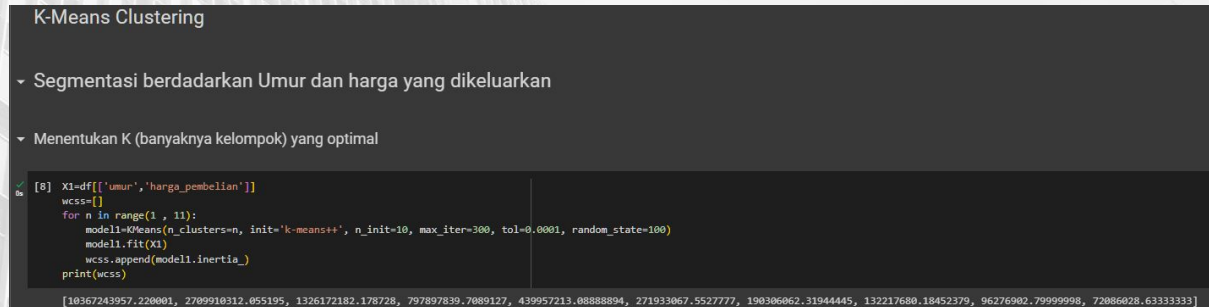 K-Means Clustering
Segmentasi berdadarkan Umur dan harga yang dikeluarkan
Menentukan K (banyaknya kelompok) yang optimal
[8] X1=df[['umur','harga_pembelian']]
0s
wcss=[]
for n in range(1 , 11):
    model1=KMeans(n_clusters=n, init='k-means++', n_init=10, max_iter=300, tol=0.0001, random_state=100)
    model1.fit(X1)
    wcss.append(model1.inertia_)
print(wcss)
[10367243957.220001, 2709910312.055195, 1326172182.178728, 797897839.7089127, 439957213.08888894, 271933067.5527777, 190306062.31944445, 132217680.18452379, 96276902.79999998, 72086028.63333333]